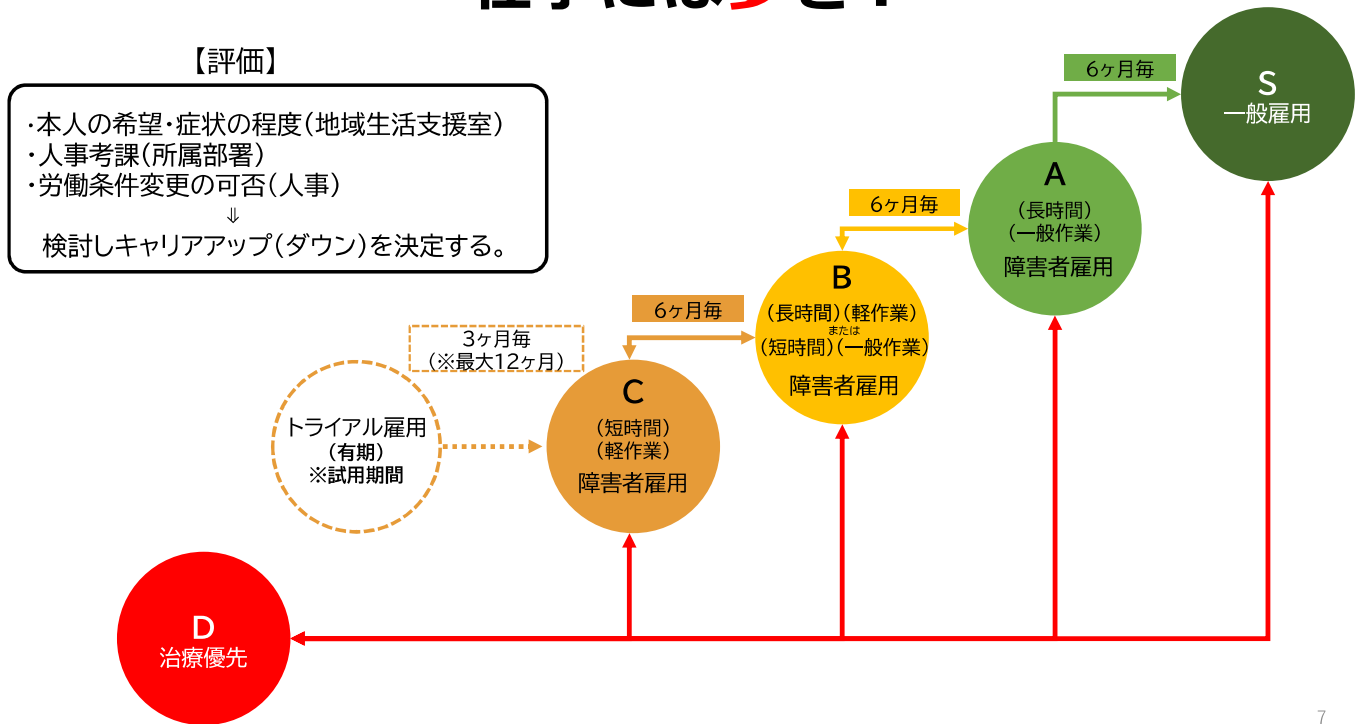 【評価】
・本人の希望・症状の程度(地域生活支援室)
・人事考課(所属部署)
・労働条件変更の可否(人事)
⇓
検討しキャリアアップ(ダウン)を決定する。
6ヶ月毎
S
一般雇用
6ヶ月毎
A
(長時間)
(一般作業)
障害者雇用
6ヶ月毎
B
(長時間)(軽作業)
または
(短時間)(一般作業)
障害者雇用
3ヶ月毎
(※最大12ヶ月)
C
(短時間)
(軽作業)
障害者雇用
トライアル雇用
(有期)
※試用期間
D
治療優先
7